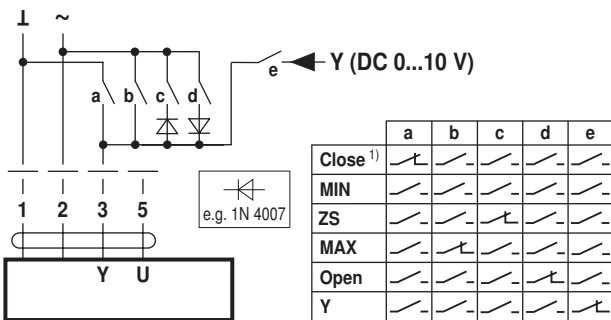 ⊥ ~
e Y (DC 0...10 V)
a b c d
1 2 3 5
e.g. 1N 4007
Y U
a b c d e
Close 1)
MIN
ZS
MAX
Open
Y